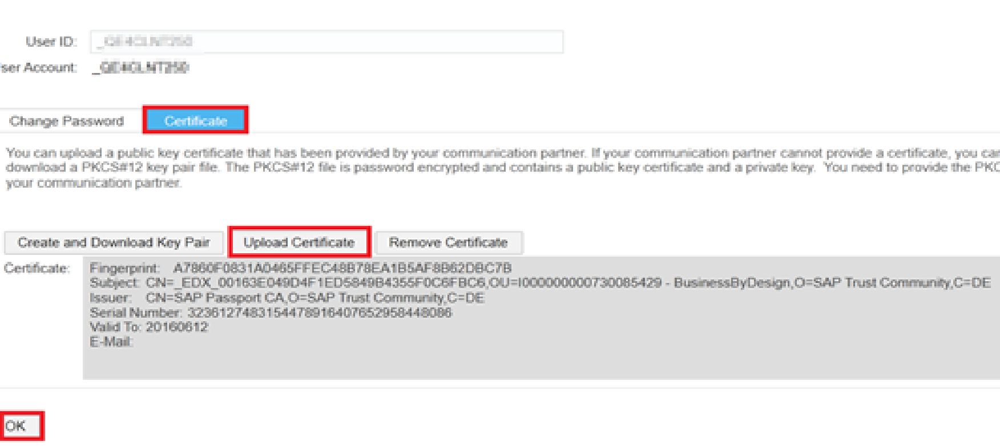 User ID:
ser Account:
Change Password
Certificate
You can upload a public key certificate that has been provided by your communication partner. If your communication partner cannot provide a certificate, you can
download a PKCS#12 key pair file. The PKCS#12 file is password encrypted and contains a public key certificate and a private key. You need to provide the PKC
your communication partner.
Create and Download Key Pair
Upload Certificate
Remove Certificate
Certificate:
Fingerprint: A7860F0831A0465FFEC48B78EA1B5AF8B62DBC7B
Subject: CN=_EDX_00163E049D4F1ED5849B4355F0C6FBC6,OU=I0000000000730085429 - BusinessByDesign,O=SAP Trust Community,C=DE
Issuer: CN=SAP Passport CA,O=SAP Trust Community,C=DE
Serial Number: 32361274831544789164076529584480​86
Valid To: 20160612
E-Mail:
OK